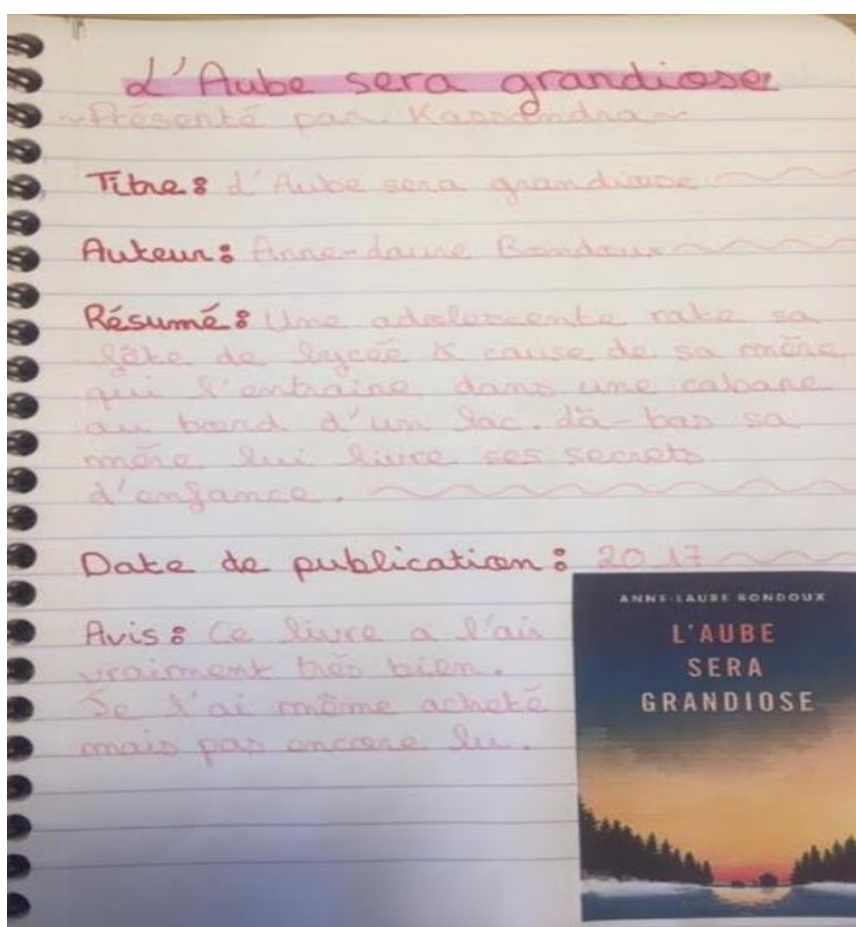 L'Aube sera grandiose
~Présenté par Kassandra~
Titre: L'Aube sera grandiose
Auteur: Anne-Laure Bondoux
Résumé: Une adolescente rate sa
fête de lycée à cause de sa mère
qui l'entraine dans une cabane
au bord d'un lac. Là-bas sa
mère lui livre ses secrets
d'enfance.
Date de publication: 2017
Avis: Ce livre a l'air
vraiment très bien.
Je l'ai même acheté
mais pas encore lu.
ANNE-LAURE BONDOUX
L'AUBE
SERA
GRANDIOSE